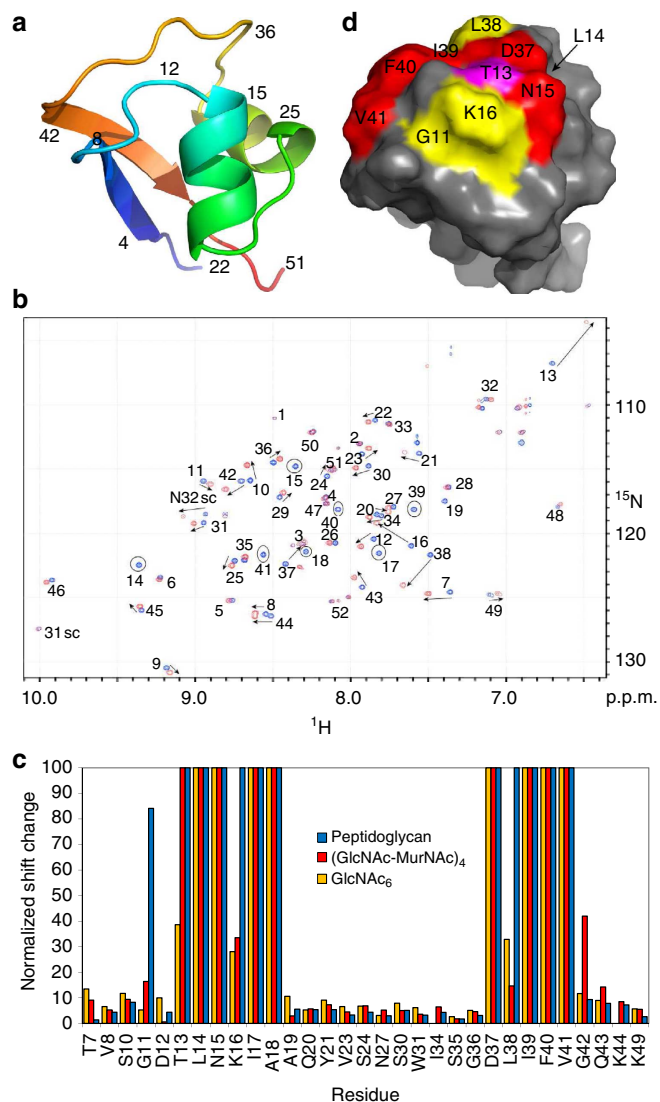 a
36
12
15
25
42
8
4
22
51
d
L38
I39
D37
L14
F40
T13
N15
V41
K16
G11
b
13
32
110
1
22
50
33
2
36
23
21
11
42
15
51
30
24
28
10
N32 sc
29
4
27
39
19
48
47
40
20
34
31
3
26
12
16
120
35
18
17
38
14
25
41
37
6
46
43
7
5
8
52
49
45
44
31 sc
9
130
15N
10.0
9.0
8.0
7.0
p.p.m.
1H
c
100
90
80
70
60
50
40
30
20
10
0
Normalized shift change
Peptidoglycan
(GlcNAc-MurNAc)4
GlcNAc6
T7
V8
S10
G11
D12
T13
L14
N15
K16
I17
A18
A19
Q20
Y21
V23
S24
N27
S30
W31
I34
S35
G36
D37
L38
I39
F40
V41
G42
Q43
K44
K49
Residue